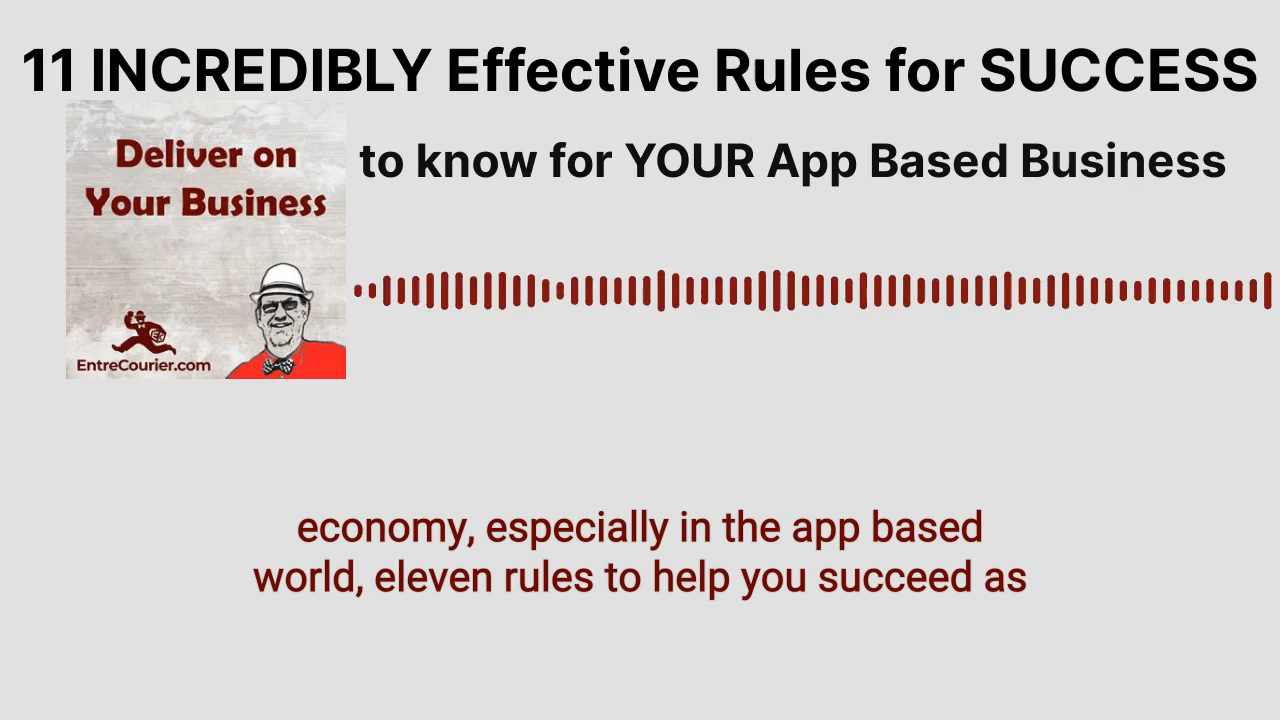 11 INCREDIBLY Effective Rules for SUCCESS
to know for YOUR App Based Business
Deliver on
Your Business
EntreCourier.com
economy, especially in the app based
world, eleven rules to help you succeed as